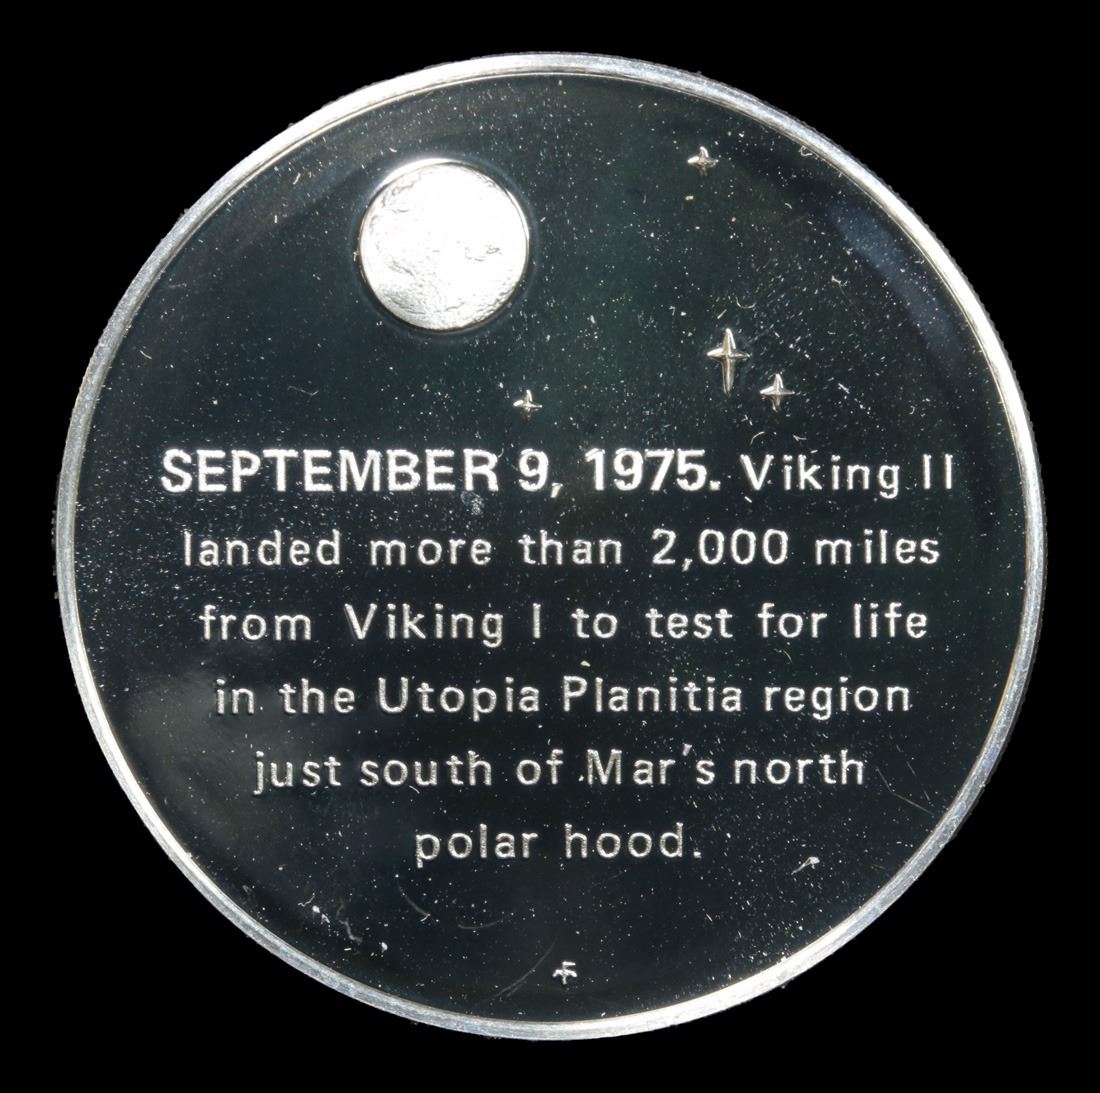 SEPTEMBER 9, 1975. Viking II
landed more than 2,000 miles
from Viking I to test for life
in the Utopia Planitia region
just south of Mar's north
polar hood.